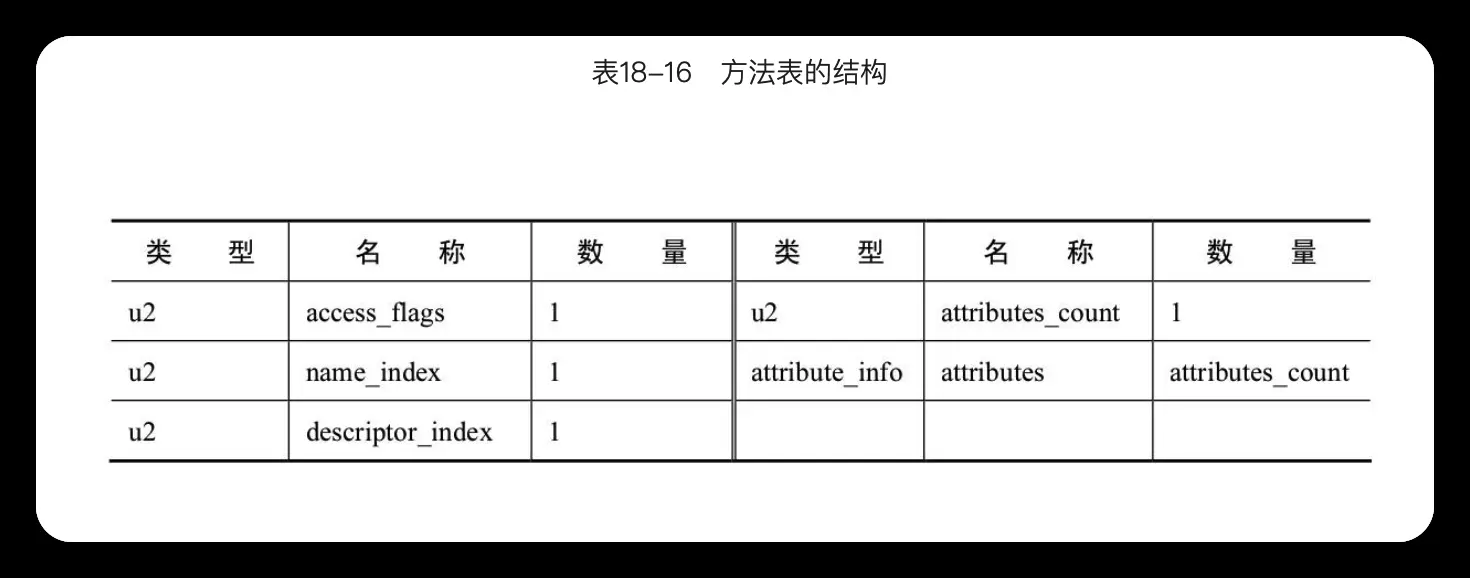 表18–16 方法表的结构
类 型 名 称 数 量 类 型 名 称 数 量
u2 access_flags 1 u2 attributes_count 1
u2 name_index 1 attribute_info attributes attributes_count
u2 descriptor_index 1